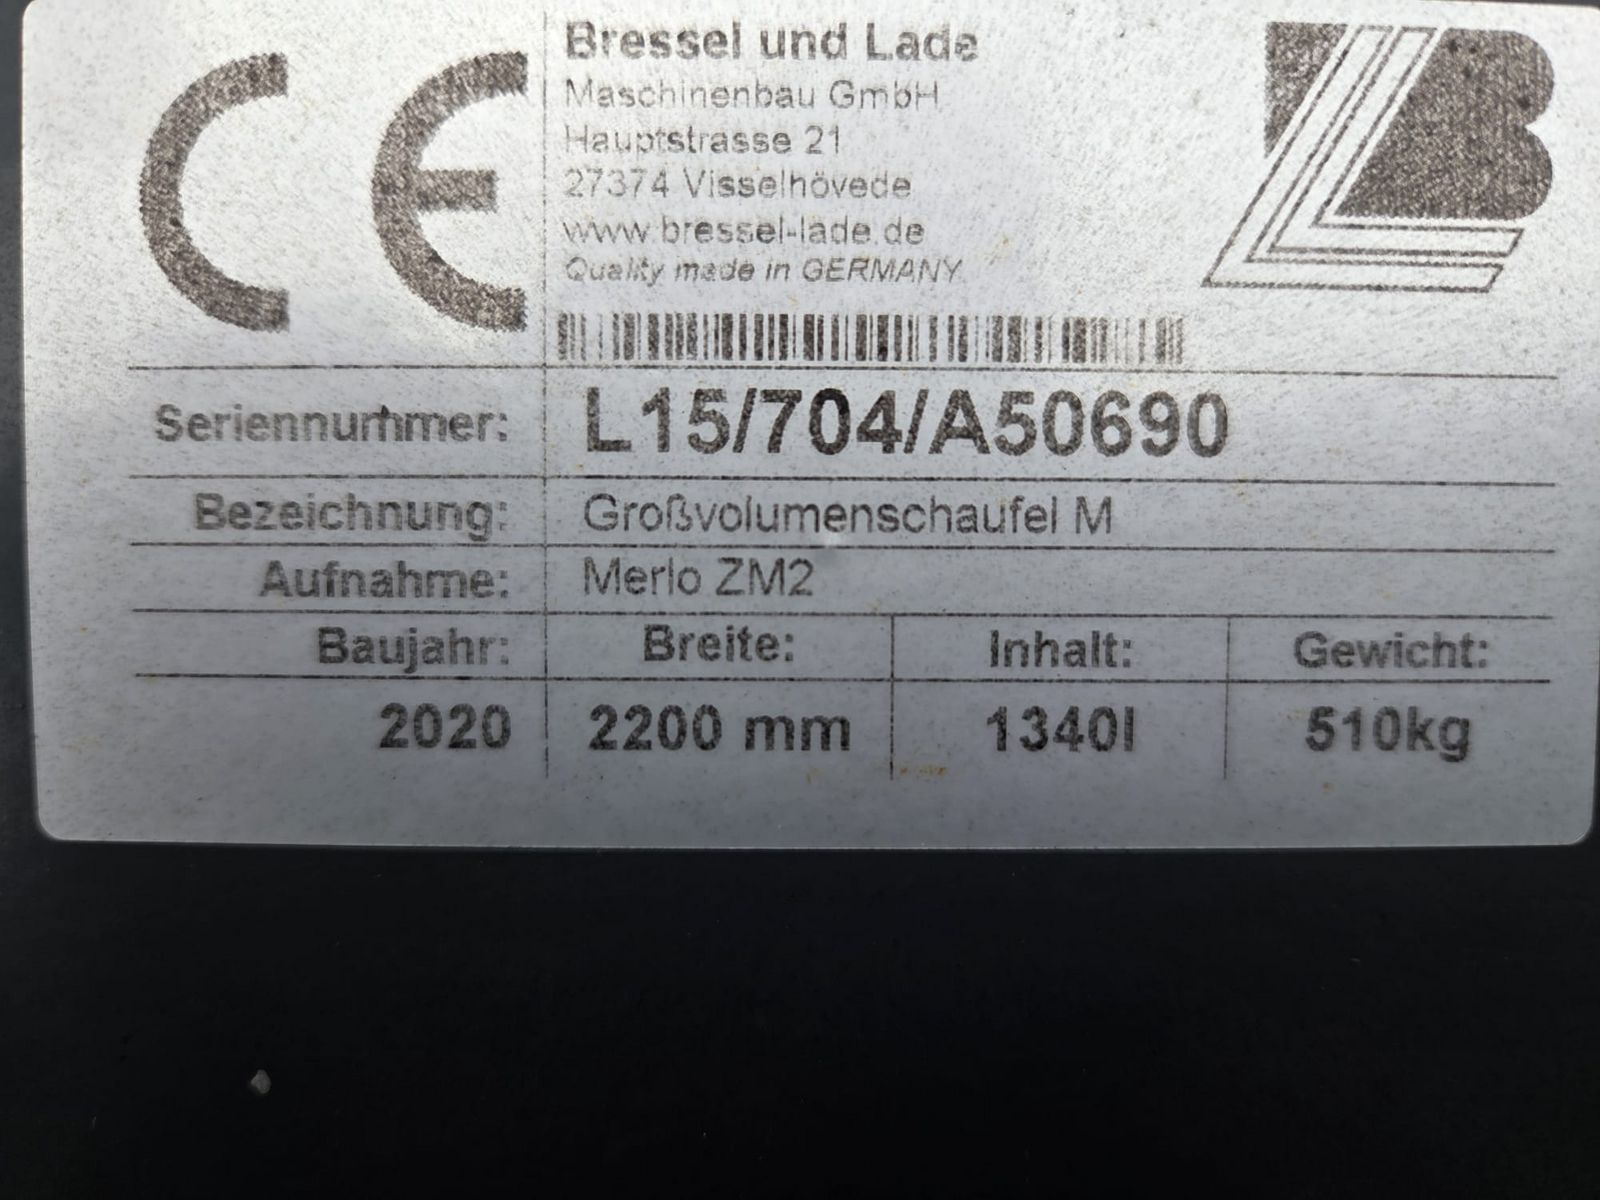 CE
Bressel und Lade
Maschinenbau GmbH
Hauptstrasse 21
27374 Visselhövede
www.bressel-lade.de
Quality made in GERMANY
LB
Seriennummer: L15/704/A50690
Bezeichnung: Großvolumenschaufel M
Aufnahme: Merlo ZM2
Baujahr: Breite: Inhalt: Gewicht:
2020 2200 mm 1340l 510kg